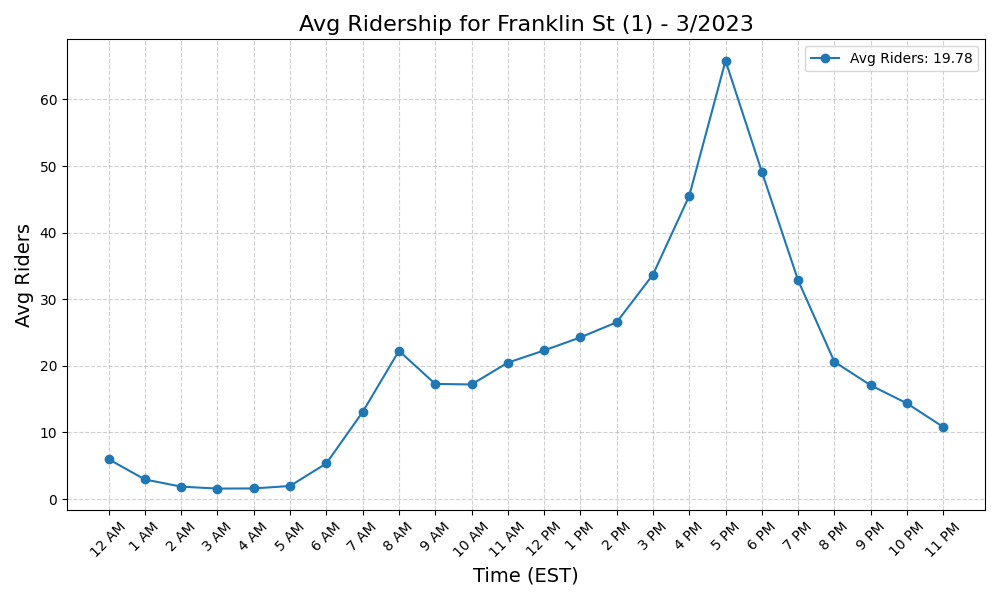 Avg Ridership for Franklin St (1) - 3/2023
Avg Riders: 19.78
Avg Riders
60
50
40
30
20
10
0
12 AM
1 AM
2 AM
3 AM
4 AM
5 AM
6 AM
7 AM
8 AM
9 AM
10 AM
11 AM
12 PM
1 PM
2 PM
3 PM
4 PM
5 PM
6 PM
7 PM
8 PM
9 PM
10 PM
11 PM
Time (EST)